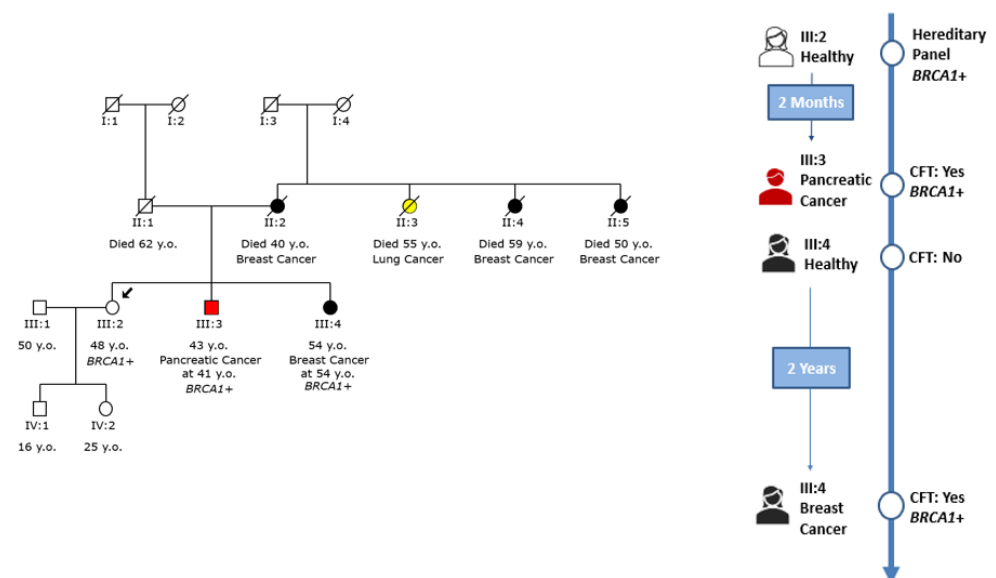 I:1
I:2
I:3
I:4
II:1
II:2
II:3
II:4
II:5
Died 62 y.o.
Died 40 y.o.
Breast Cancer
Died 55 y.o.
Lung Cancer
Died 59 y.o.
Breast Cancer
Died 50 y.o.
Breast Cancer
III:1
III:2
III:3
III:4
50 y.o.
48 y.o.
BRCA1+
43 y.o.
Pancreatic Cancer
at 41 y.o.
BRCA1+
54 y.o.
Breast Cancer
at 54 y.o.
BRCA1+
IV:1
IV:2
16 y.o.
25 y.o.
III:2
Healthy
Hereditary
Panel
BRCA1+
2 Months
III:3
Pancreatic
Cancer
CFT: Yes
BRCA1+
III:4
Healthy
CFT: No
2 Years
III:4
Breast
Cancer
CFT: Yes
BRCA1+